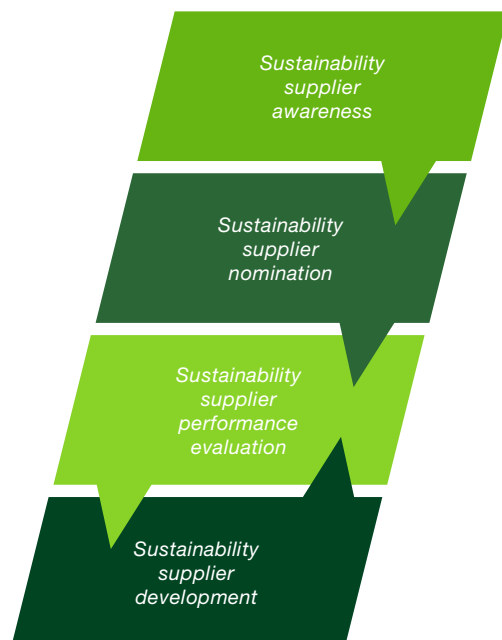 Sustainability
supplier
awareness
Sustainability
supplier
nomination
Sustainability
supplier
performance
evaluation
Sustainability
supplier
development